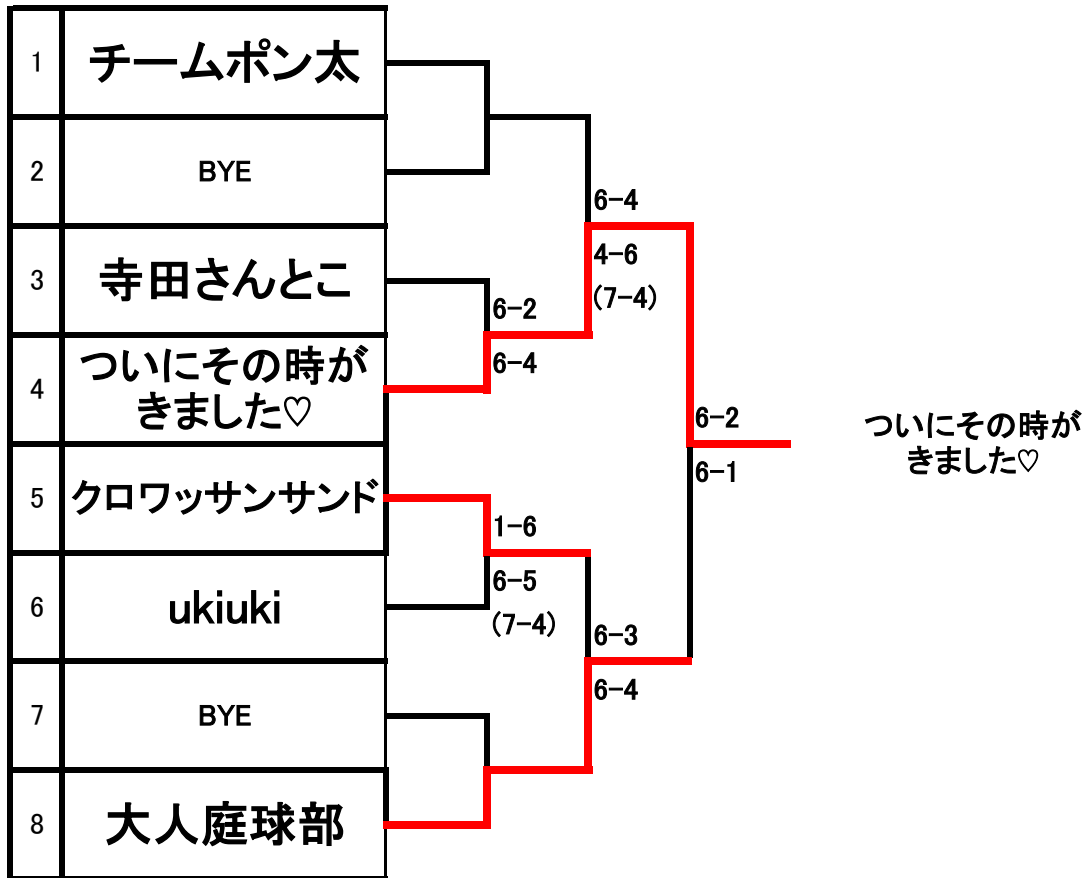 1 チームポン太
2 BYE
6-4
3 寺田さんとこ
4-6
(7-4)
6-2
4 ついにその時が
きました♡
6-4
6-2
ついにその時が
きました♡
6-1
5 クロワッサンサンド
1-6
6-5
(7-4)
6 ukiuki
6-3
6-4
7 BYE
8 大人庭球部